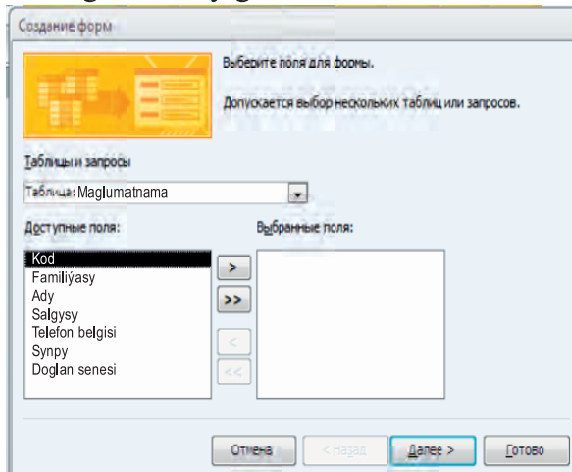 Создание форм
Выберите поля для формы.
Допускается выбор нескольких таблиц или запросов.
Таблицы и запросы
Таблица: Maglumatnama
Доступные поля:
Выбранные поля:
Kod
Familiýasy
Ady
Salgysy
Telefon belgisi
Synpy
Doglan senesi
>
>>
<
<<
Отмена
< Назад
Далее >
Готово